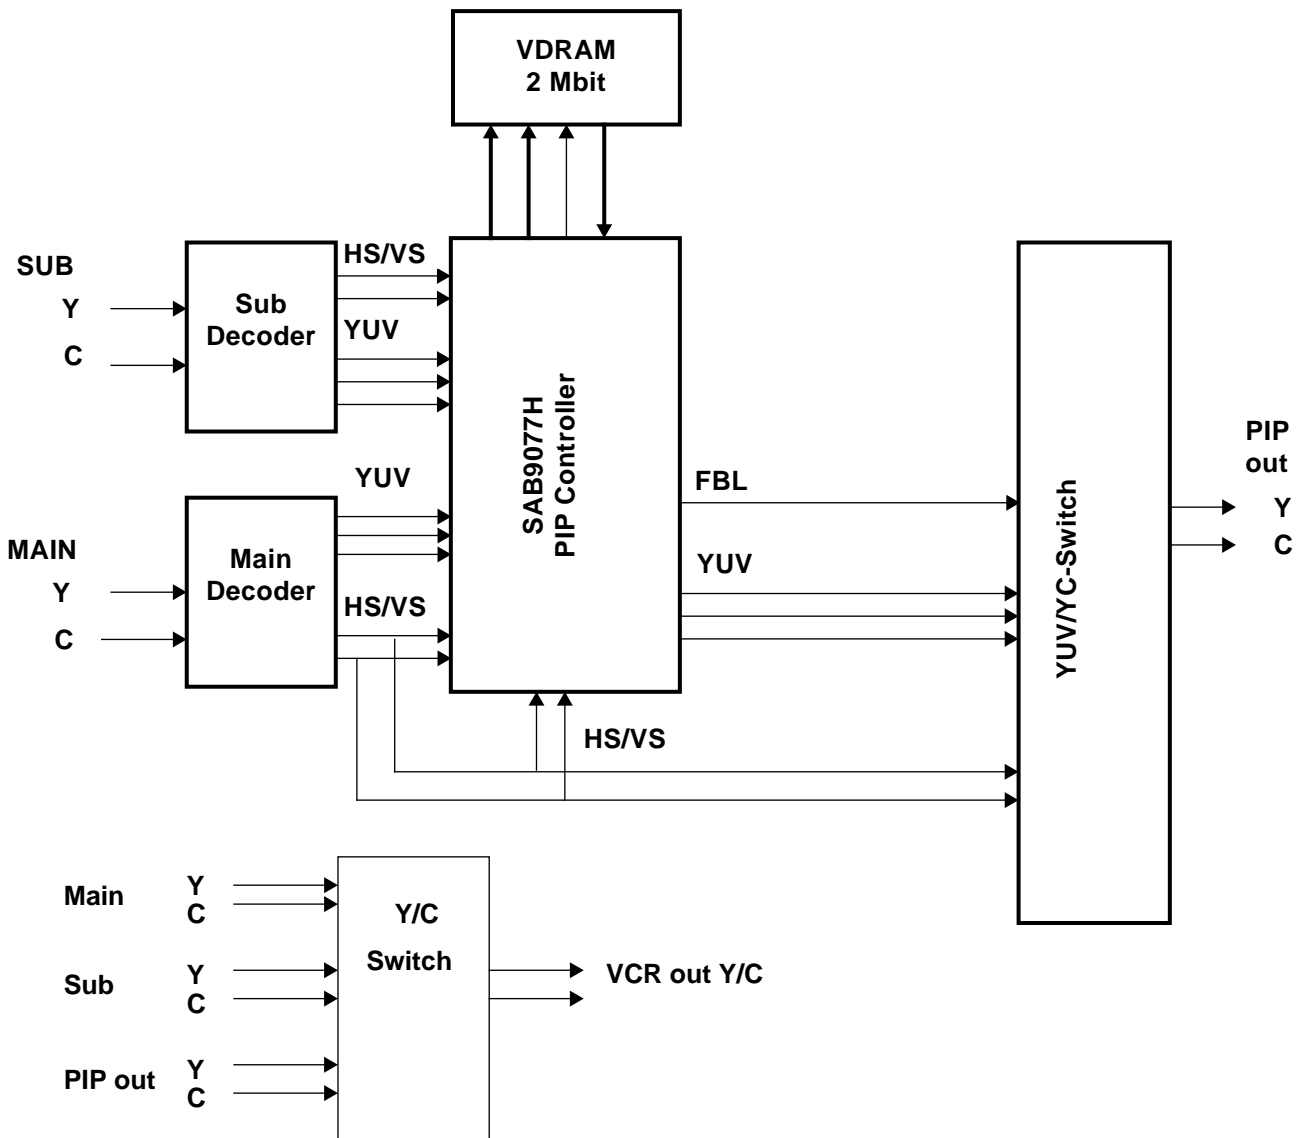 VDRAM
2 Mbit
SUB
Y
C
Sub
Decoder
HS/VS
YUV
MAIN
Y
C
Main
Decoder
YUV
HS/VS
SAB9077H
PIP Controller
FBL
YUV
HS/VS
YUV/YC-Switch
PIP
out
Y
C
Main
Y
C
Sub
Y
C
PIP out
Y
C
Y/C
Switch
VCR out Y/C